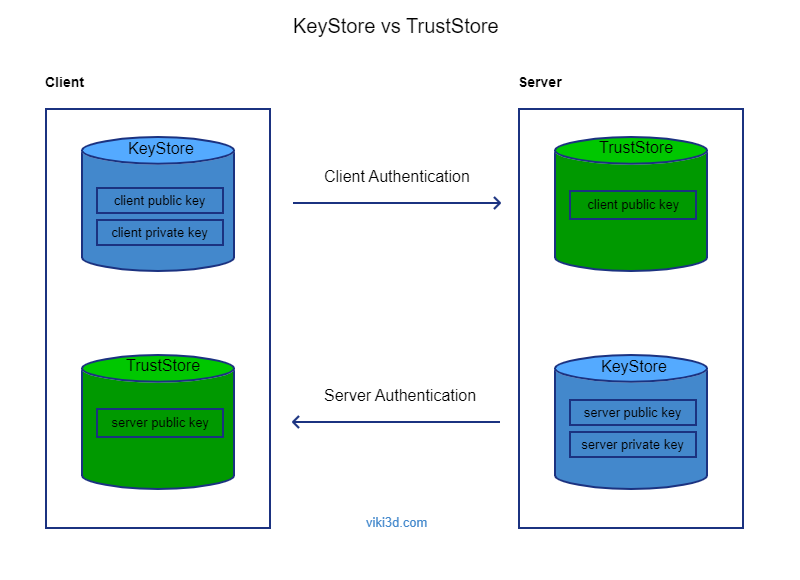 KeyStore vs TrustStore
Client
Server
KeyStore
client public key
client private key
Client Authentication
TrustStore
client public key
TrustStore
server public key
Server Authentication
KeyStore
server public key
server private key
viki3d.com